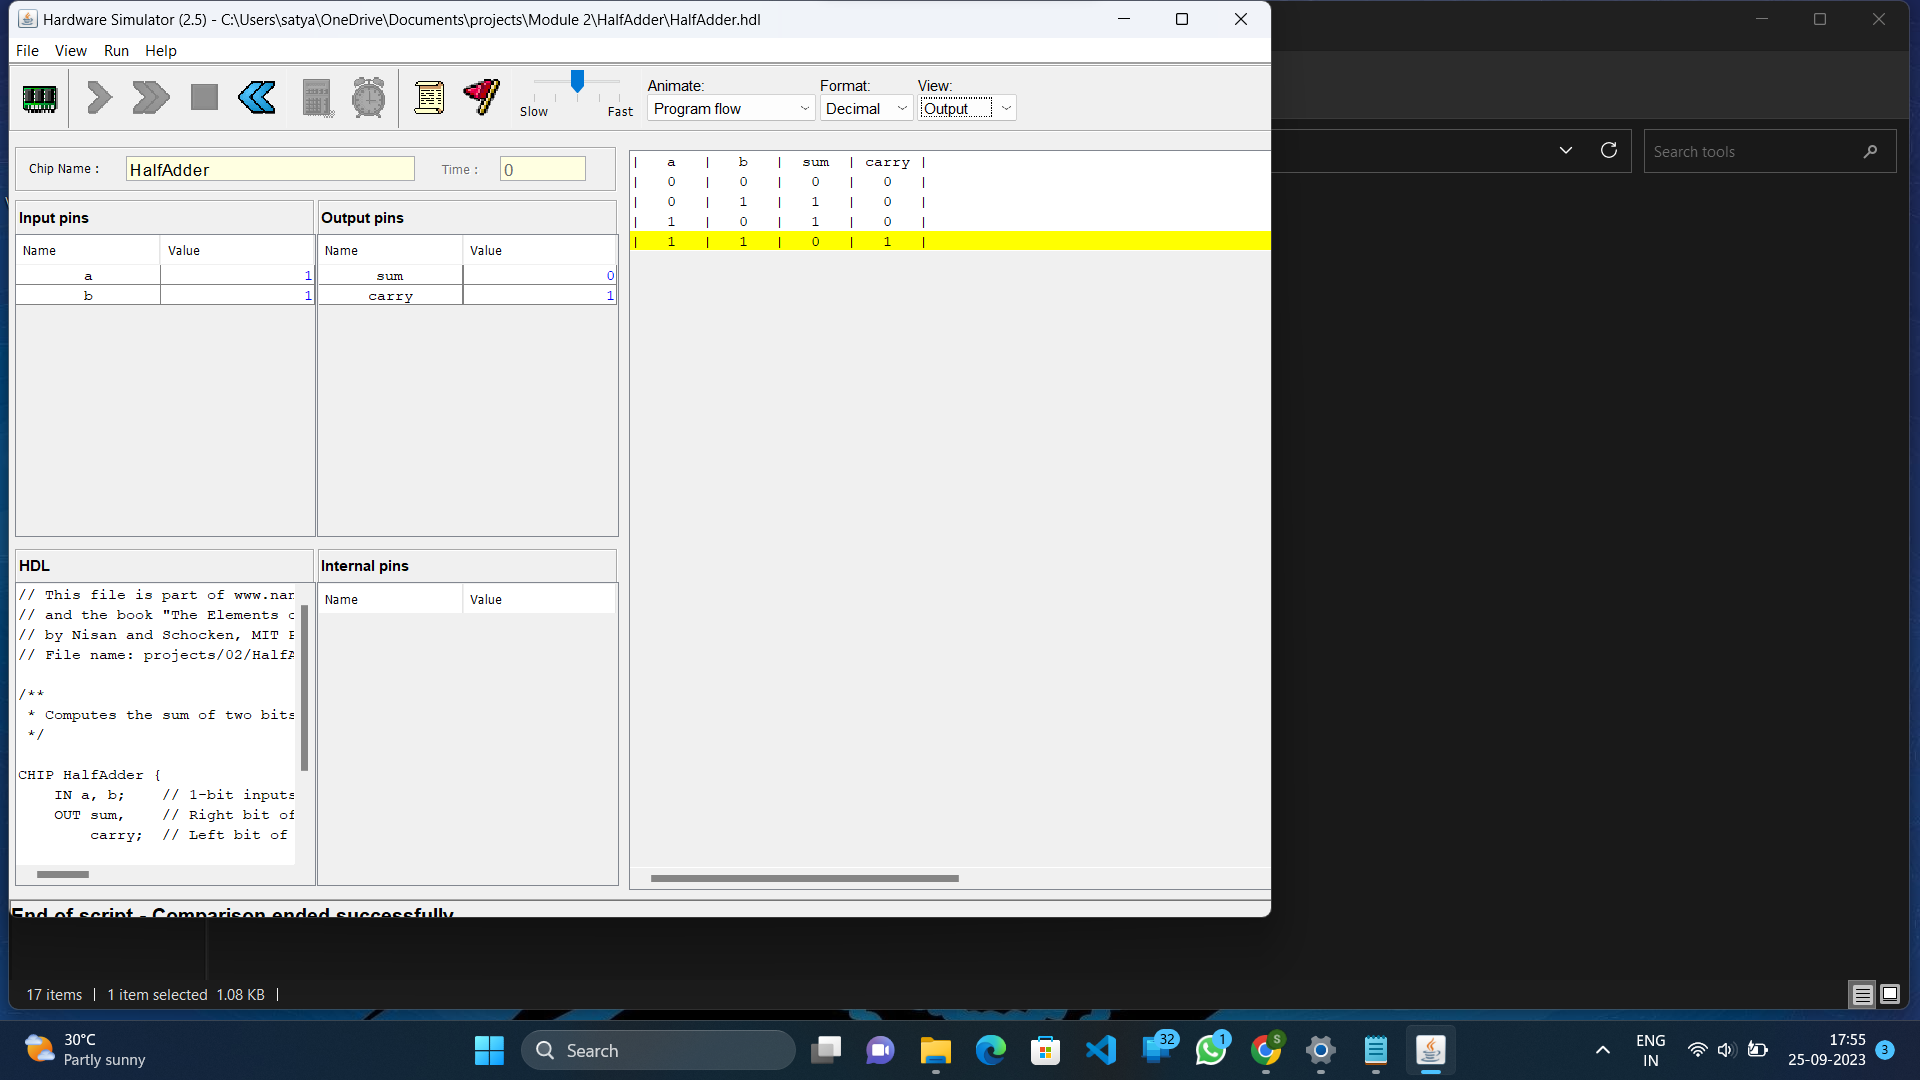 Hardware Simulator (2.5) - C:\Users\satya\OneDrive\Documents\projects\Module 2\HalfAdder\HalfAdder.hdl
File View Run Help
Slow Fast
Animate: Format: View:
Program flow Decimal Output
Search tools
Chip Name : HalfAdder Time : 0
Input pins Output pins
Name Value Name Value
a 1 sum 0
b 1 carry 1
| a | b | sum | carry |
| 0 | 0 | 0 | 0 |
| 0 | 1 | 1 | 0 |
| 1 | 0 | 1 | 0 |
| 1 | 1 | 0 | 1 |
HDL
// This file is part of www.nan
// and the book "The Elements
// by Nisan and Schocken, MIT
// File name: projects/02/Half
/**
* Computes the sum of two bits
*/
CHIP HalfAdder {
IN a, b; // 1-bit inputs
OUT sum, // Right bit of
carry; // Left bit of
Internal pins
Name Value
End of script - Comparison ended successfully
17 items | 1 item selected 1.08 KB |
30°C
Partly sunny
Search
32
1
S
ENG
IN
17:55
25-09-2023
3